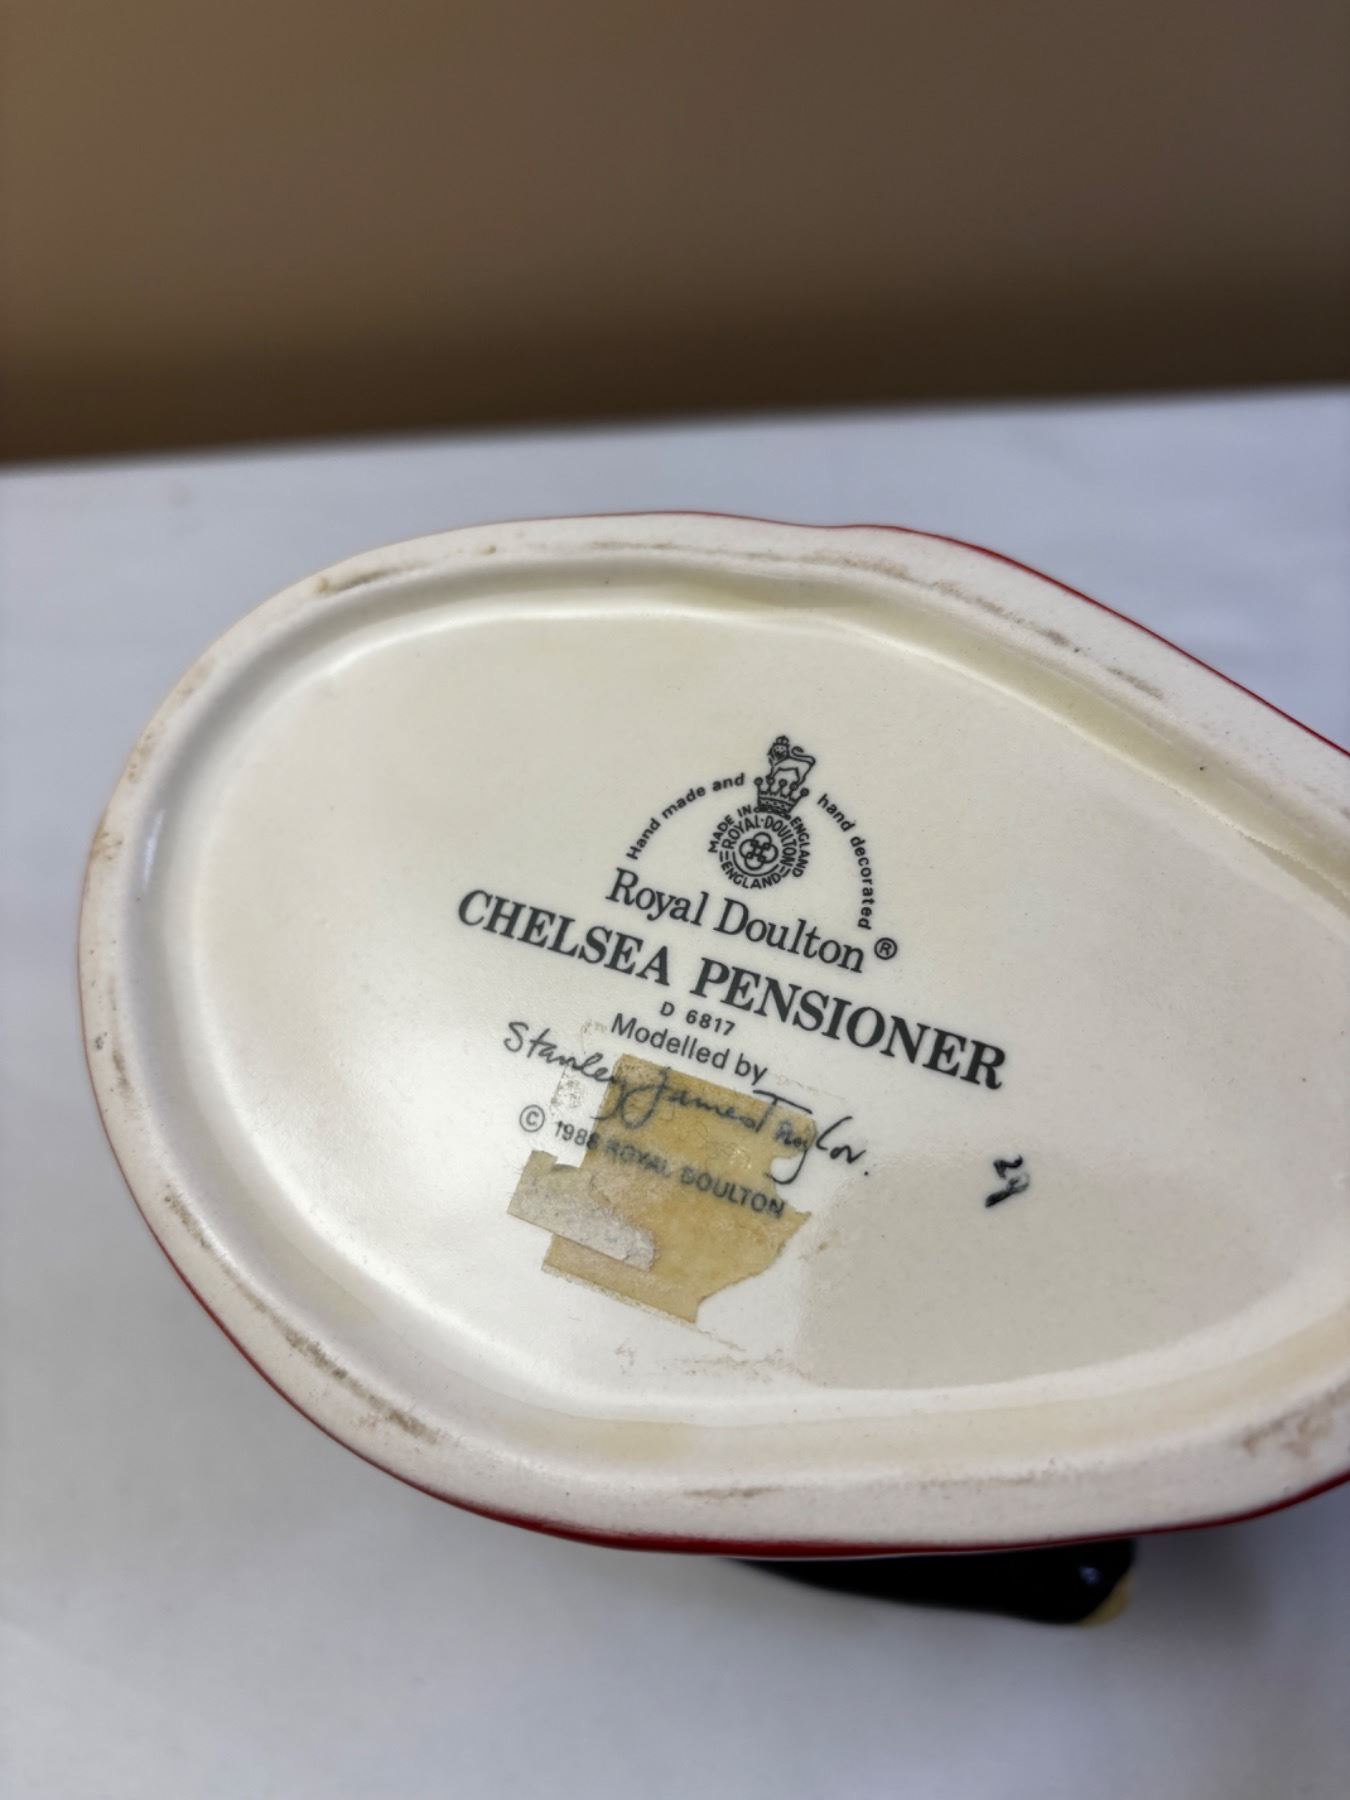 Hand made and hand decorated
MADE IN ENGLAND
ROYAL·DOULTON
ENGLAND
Royal Doulton ®
CHELSEA PENSIONER
D 6817
Modelled by
Stanley James Taylor.
© 1988 ROYAL DOULTON